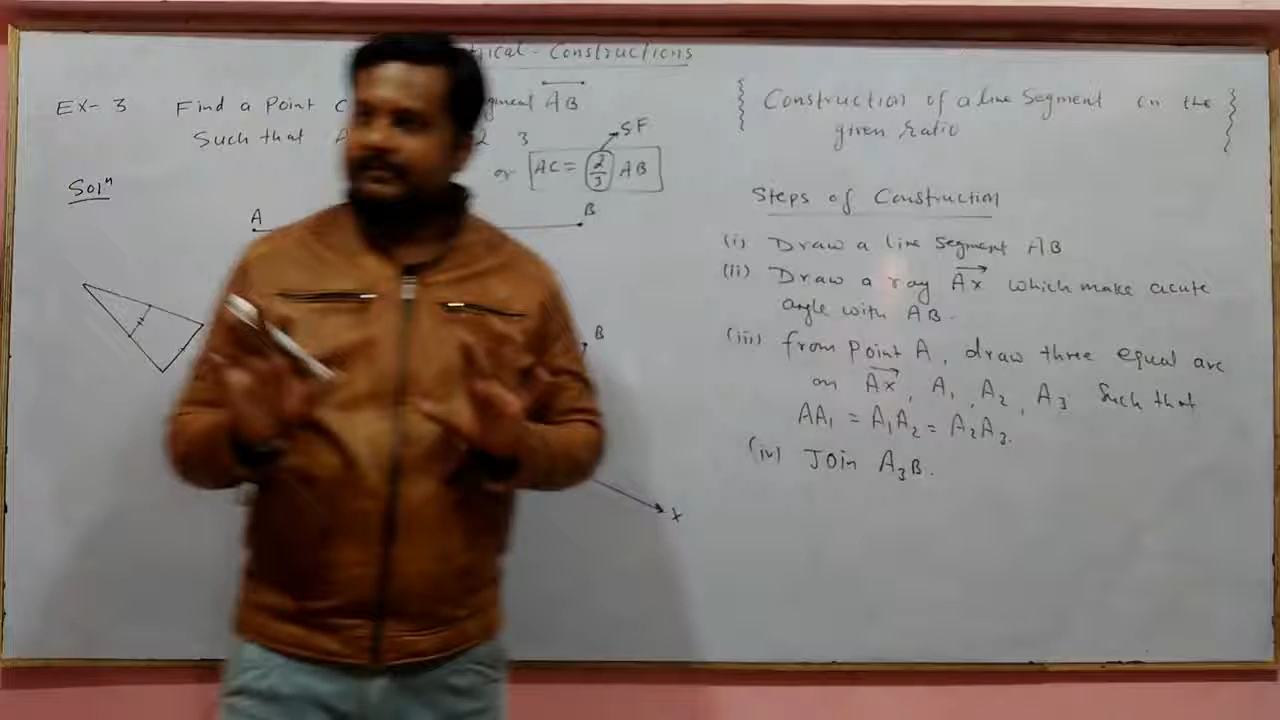 trical-Constructions
Ex-3 Find a Point C gment AB
Such that A 2 3
SF
or AC = 2/3 AB
Solⁿ
A B
B
X
Construction of a line Segment in the
given ratio
Steps of Construction
(i) Draw a line segment AB
(ii) Draw a ray AX which make acute
angle with AB.
(iii) from point A, draw three equal arc
on AX, A₁, A₂, A₃ Such that
AA₁ = A₁A₂ = A₂A₃.
(iv) Join A₃B.